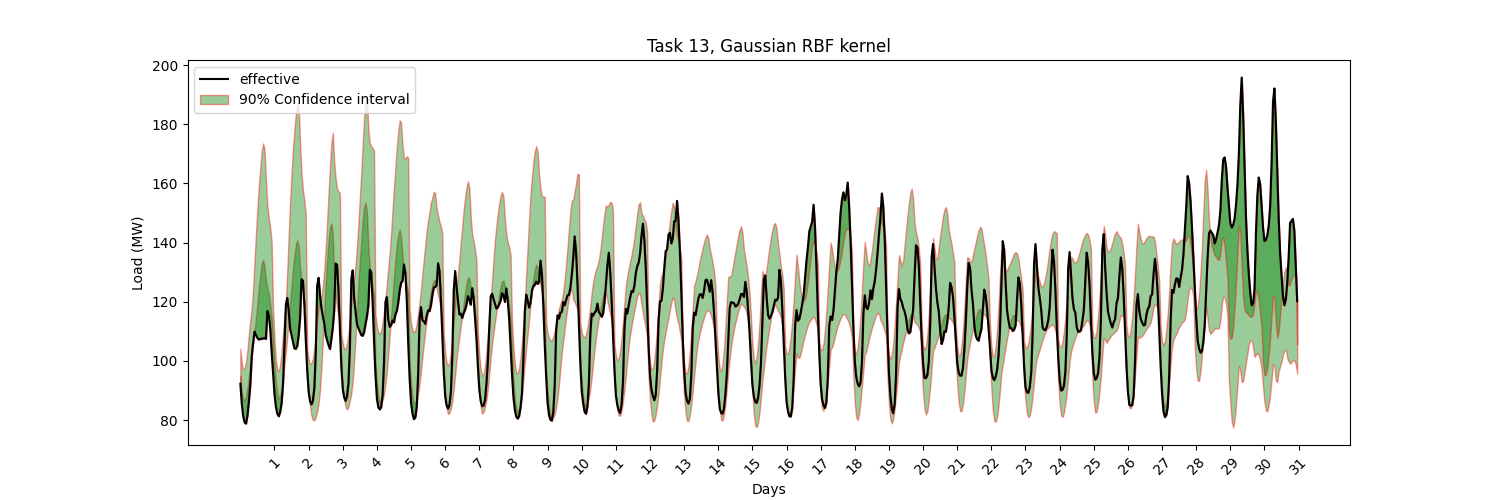 Task 13, Gaussian RBF kernel
effective
90% Confidence interval
Load (MW)
200
180
160
140
120
100
80
1 2 3 4 5 6 7 8 9 10 11 12 13 14 15 16 17 18 19 20 21 22 23 24 25 26 27 28 29 30 31
Days